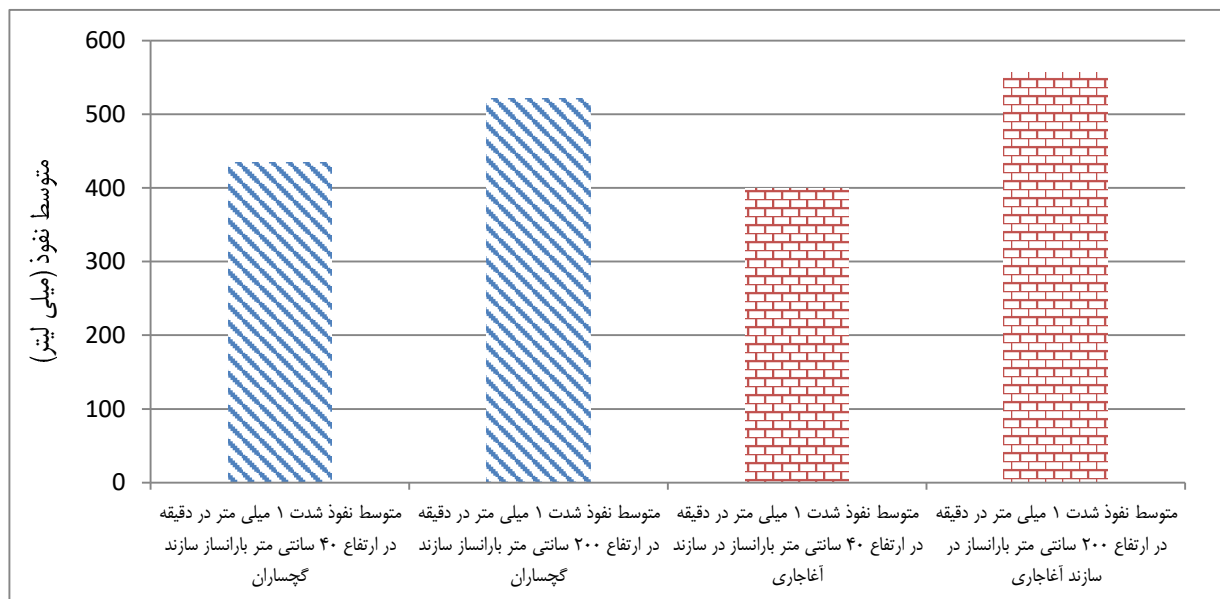 متوسط نفوذ (میلی لیتر)
600
500
400
300
200
100
0
متوسط نفوذ شدت ۱ میلی متر در دقیقه
در ارتفاع ۴۰ سانتی متر بارانساز سازند
گچساران
متوسط نفوذ شدت ۱ میلی متر در دقیقه
در ارتفاع ۲۰۰ سانتی متر بارانساز سازند
گچساران
متوسط نفوذ شدت ۱ میلی متر در دقیقه
در ارتفاع ۴۰ سانتی متر بارانساز در سازند
آغاجاری
متوسط نفوذ شدت ۱ میلی متر در دقیقه
در ارتفاع ۲۰۰ سانتی متر بارانساز در
سازند آغاجاری